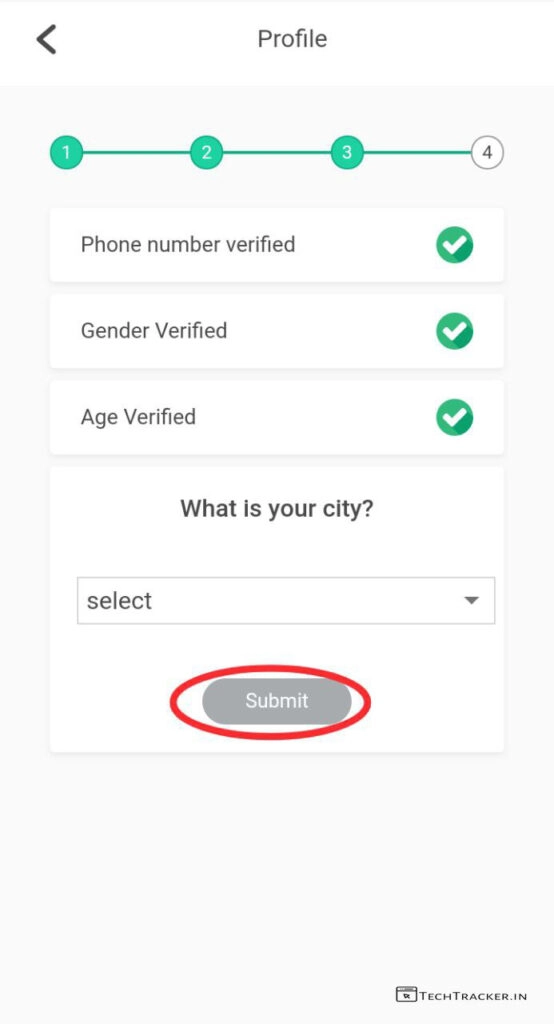 Profile
1 2 3 4
Phone number verified
Gender Verified
Age Verified
What is your city?
select
Submit
TECHTRACKER.IN